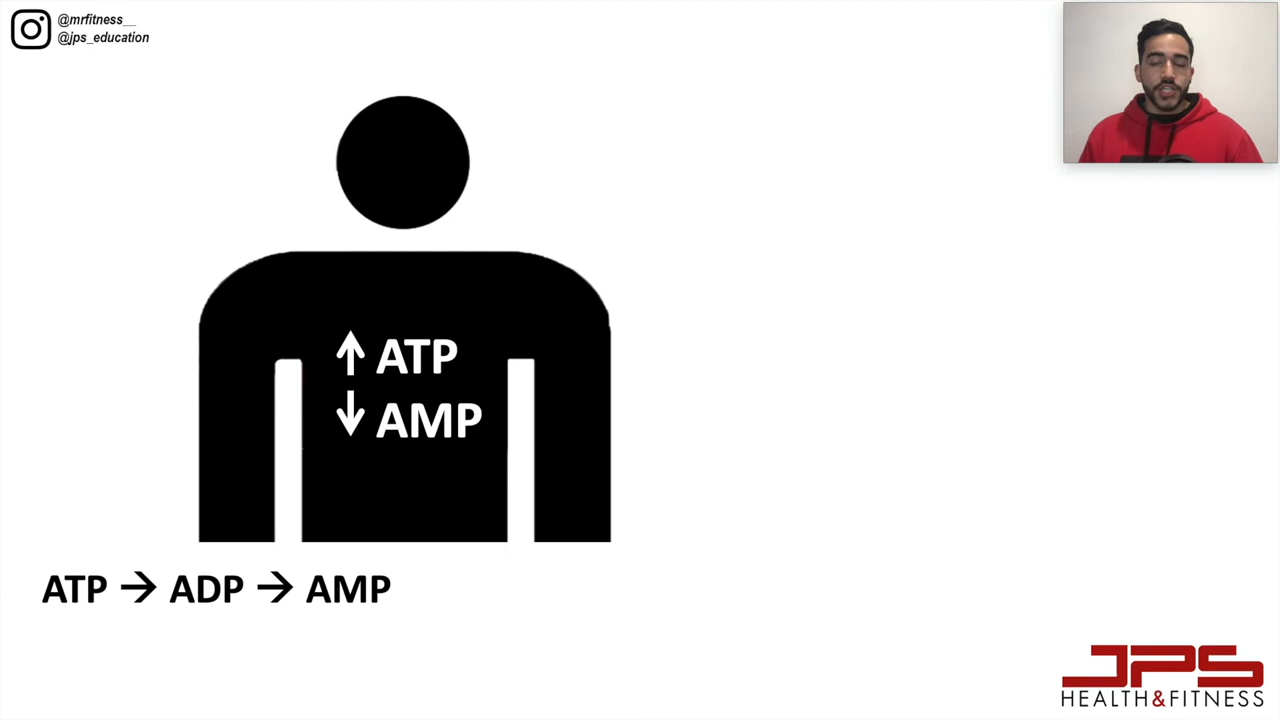 @mrfitness__
@jps_education
↑ ATP
↓ AMP
ATP → ADP → AMP
JPS
HEALTH&FITNESS